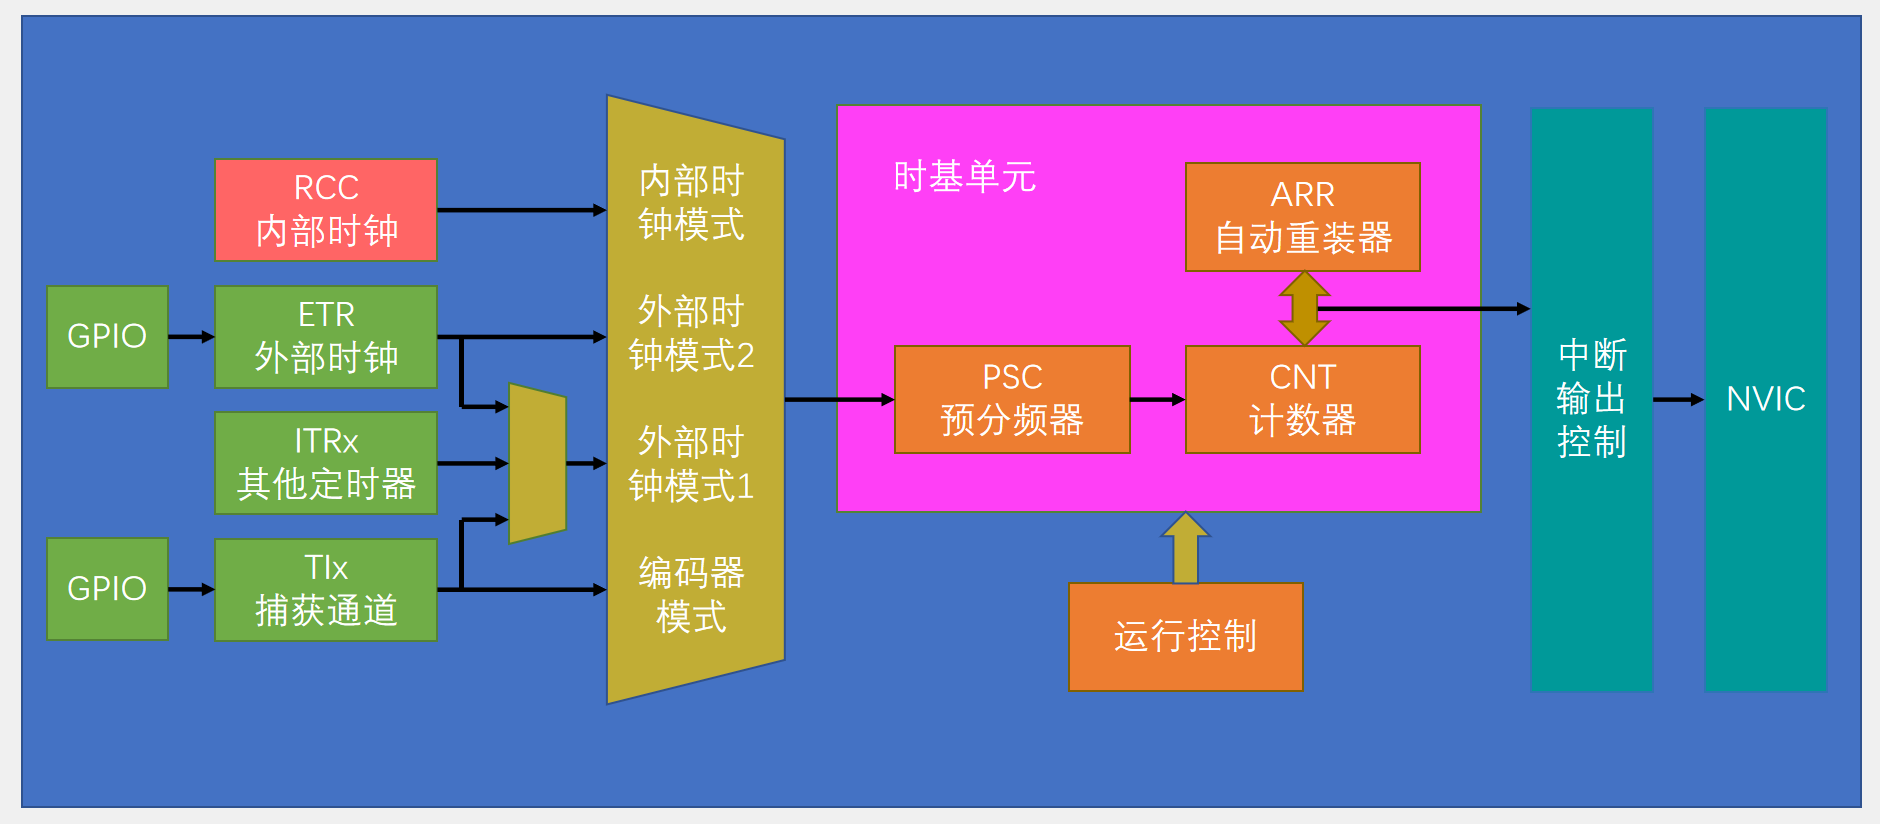 RCC
内部时钟
GPIO
ETR
外部时钟
ITRx
其他定时器
GPIO
TIx
捕获通道
内部时
钟模式
外部时
钟模式2
外部时
钟模式1
编码器
模式
时基单元
ARR
自动重装器
PSC
预分频器
CNT
计数器
运行控制
中断
输出
控制
NVIC